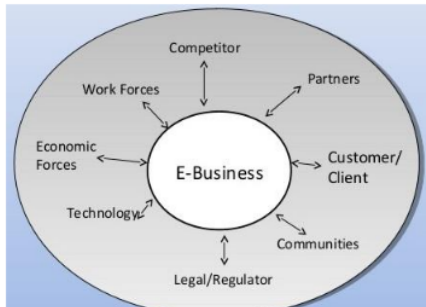 Competitor
Work Forces
Partners
Economic
Forces
E-Business
Customer/
Client
Technology
Communities
Legal/Regulator